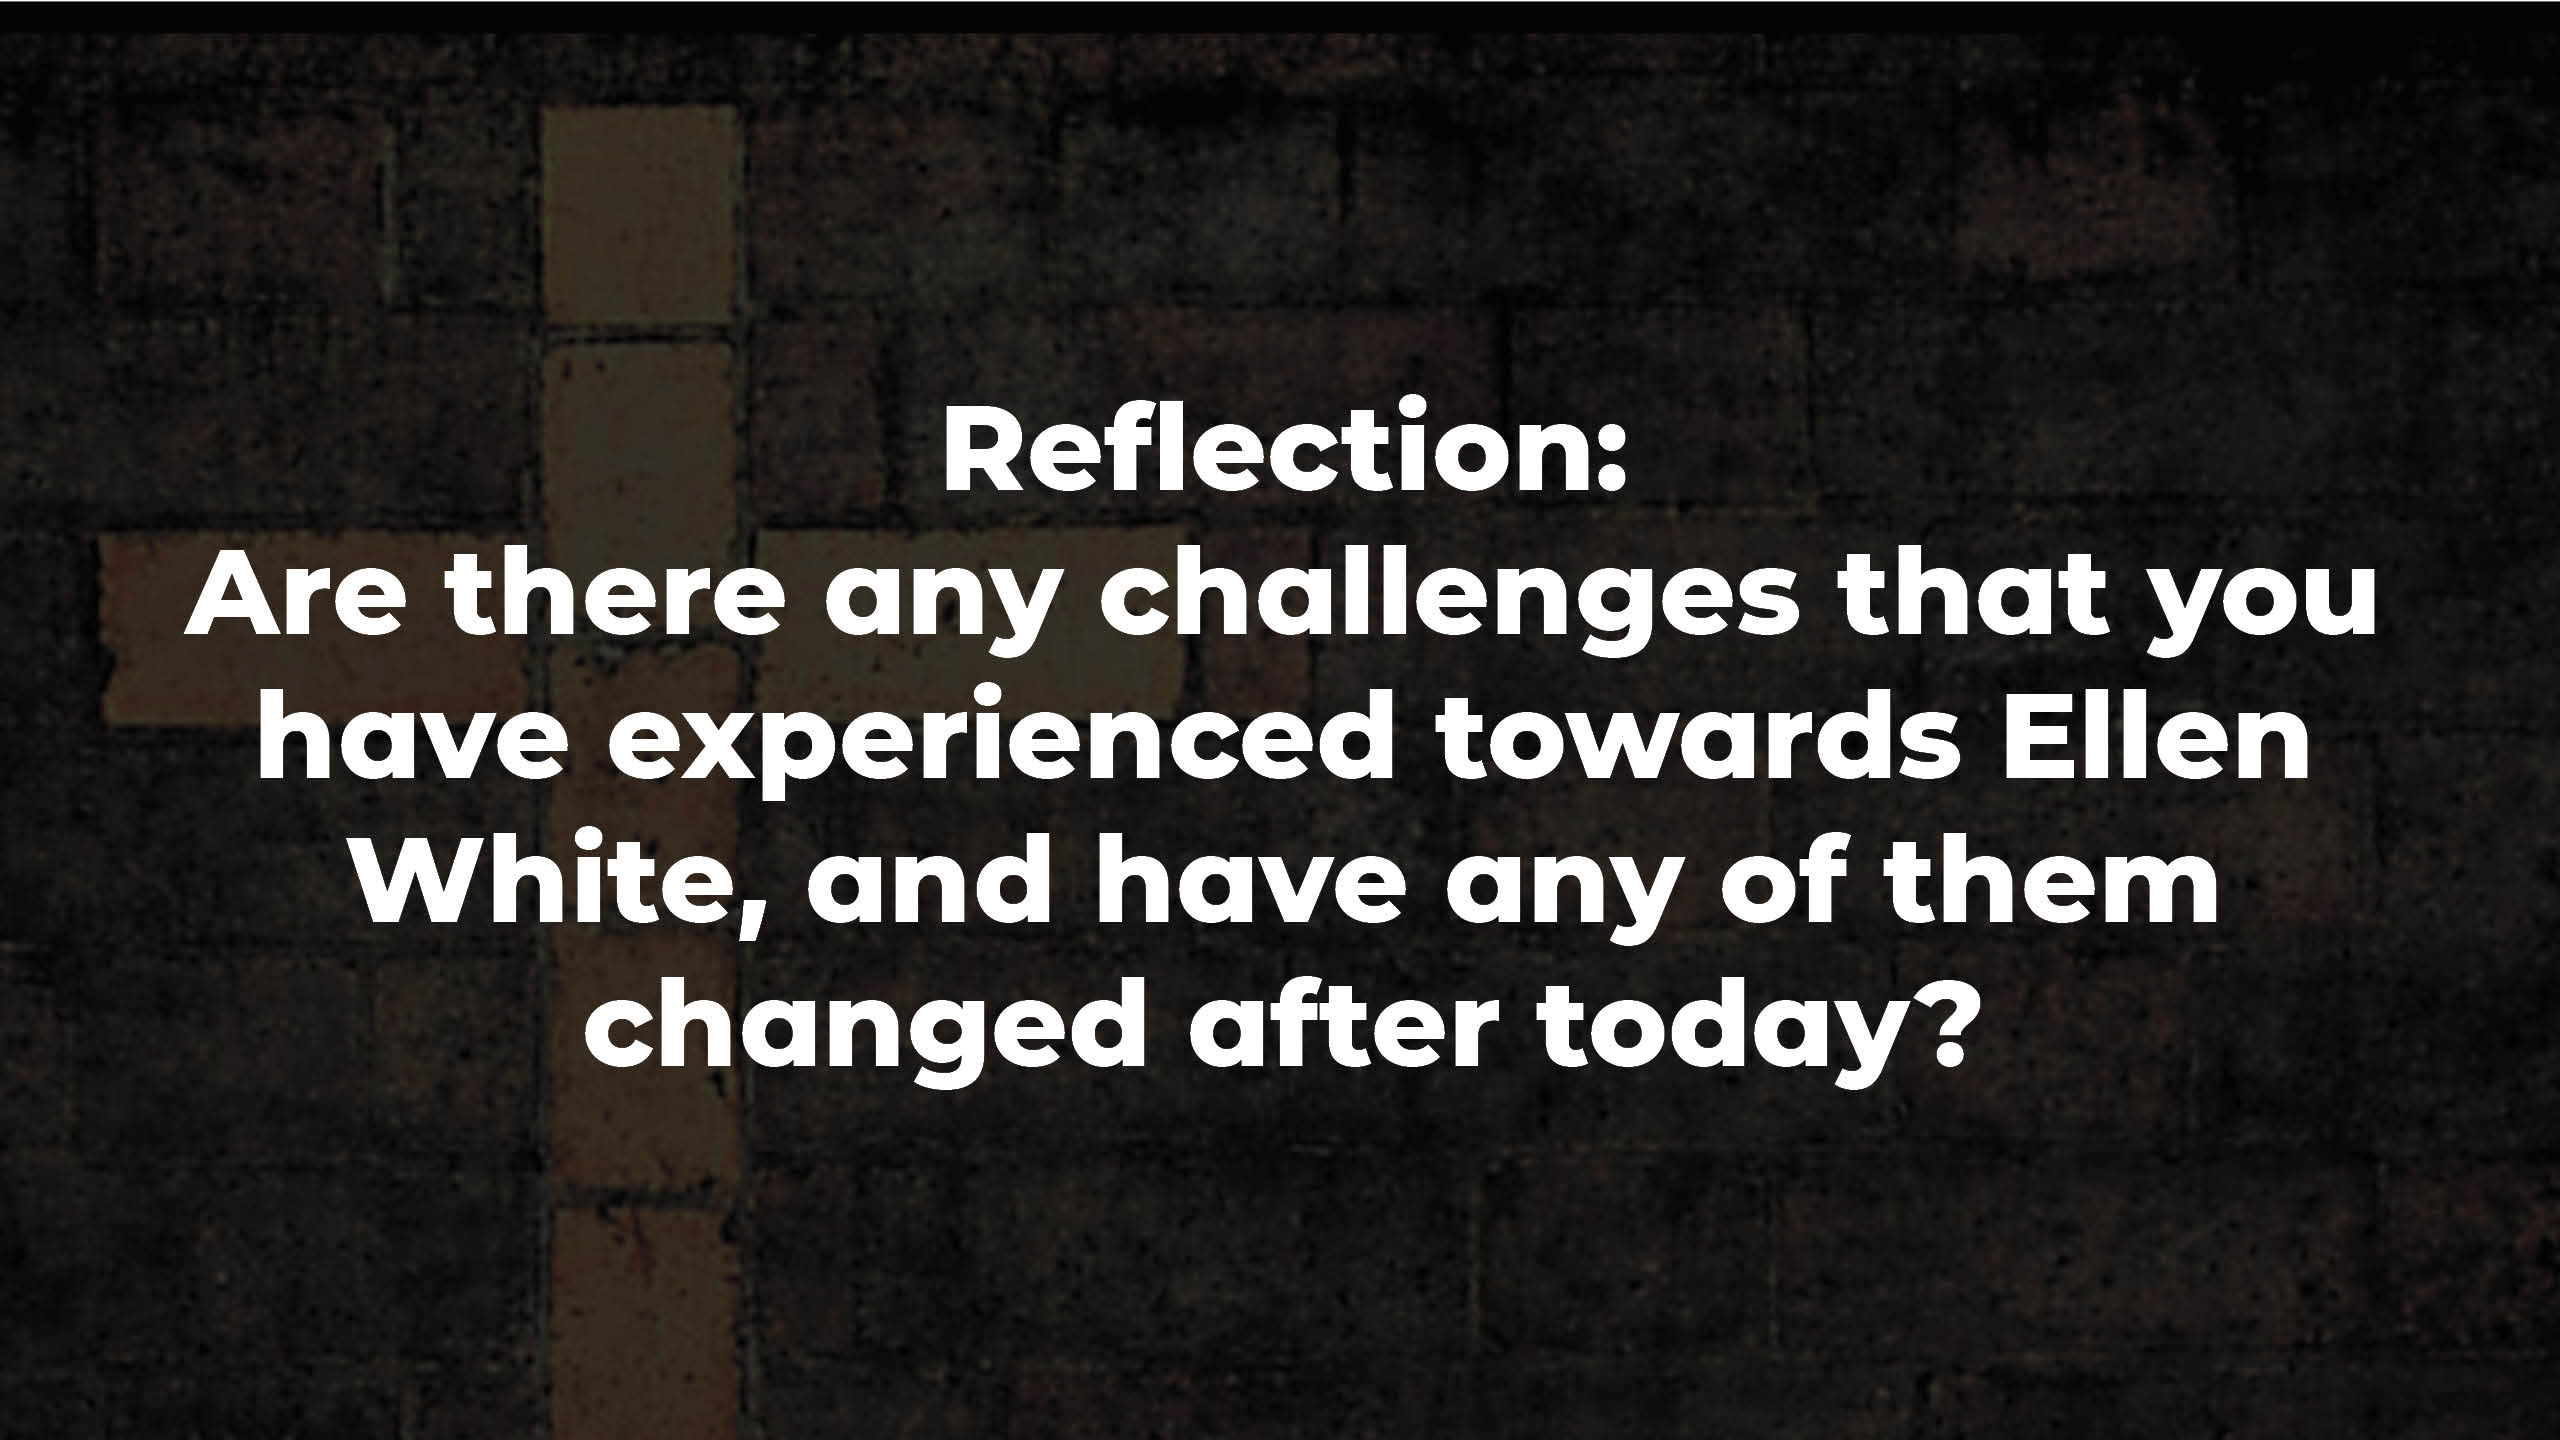 Reflection:
Are there any challenges that you
have experienced towards Ellen
White, and have any of them
changed after today?